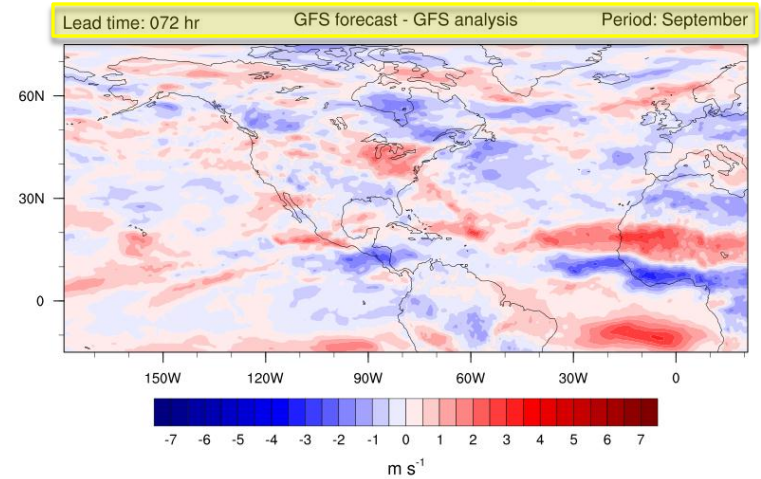 Lead time: 072 hr GFS forecast - GFS analysis Period: September
60N
30N
0
150W 120W 90W 60W 30W 0
-7 -6 -5 -4 -3 -2 -1 0 1 2 3 4 5 6 7
m s⁻¹